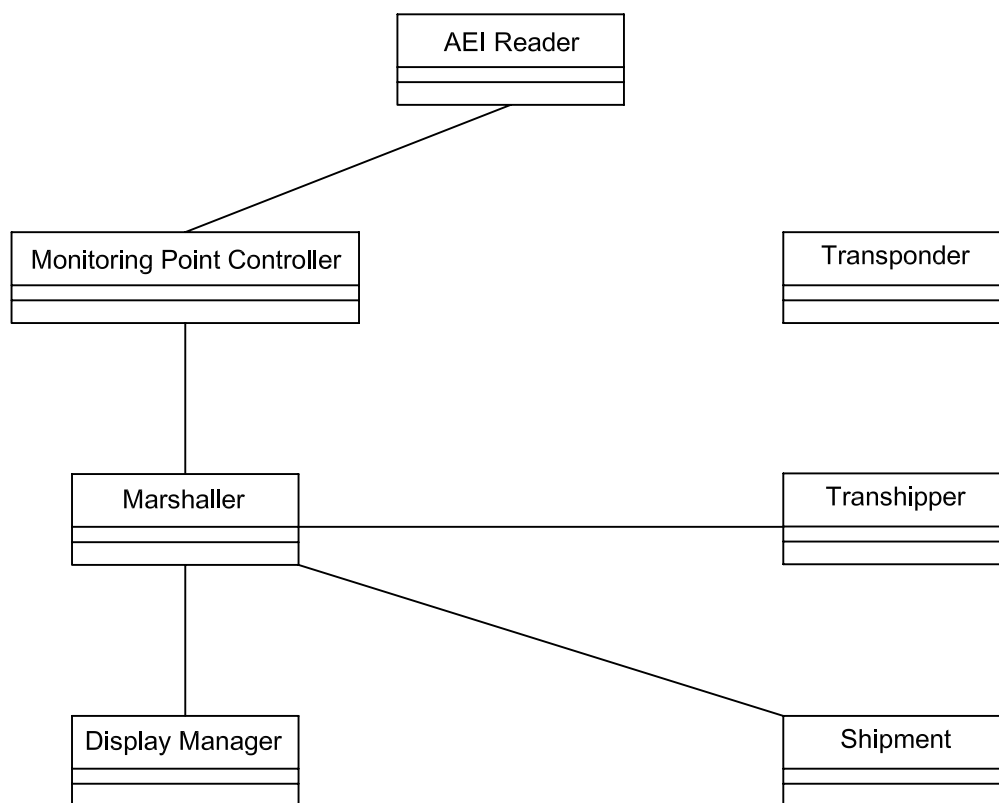 AEI Reader
Monitoring Point Controller
Transponder
Marshaller
Transhipper
Display Manager
Shipment